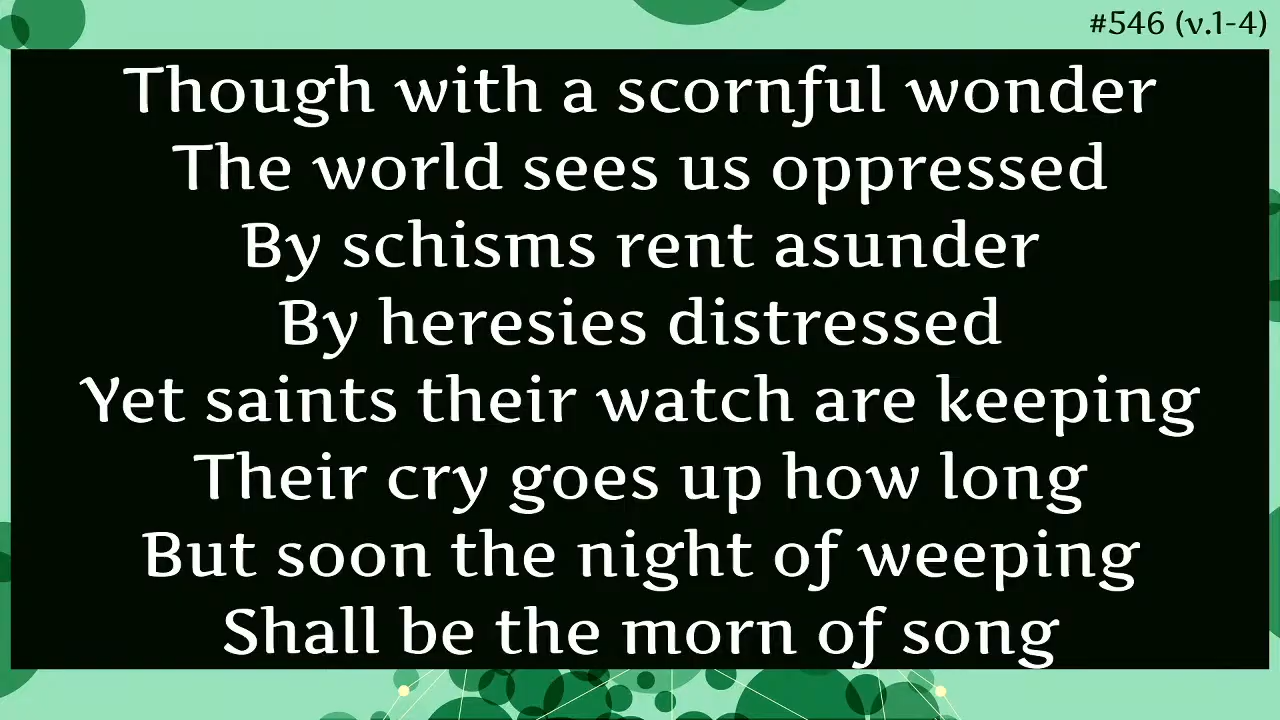 #546 (v.1-4)
Though with a scornful wonder
The world sees us oppressed
By schisms rent asunder
By heresies distressed
Yet saints their watch are keeping
Their cry goes up how long
But soon the night of weeping
Shall be the morn of song